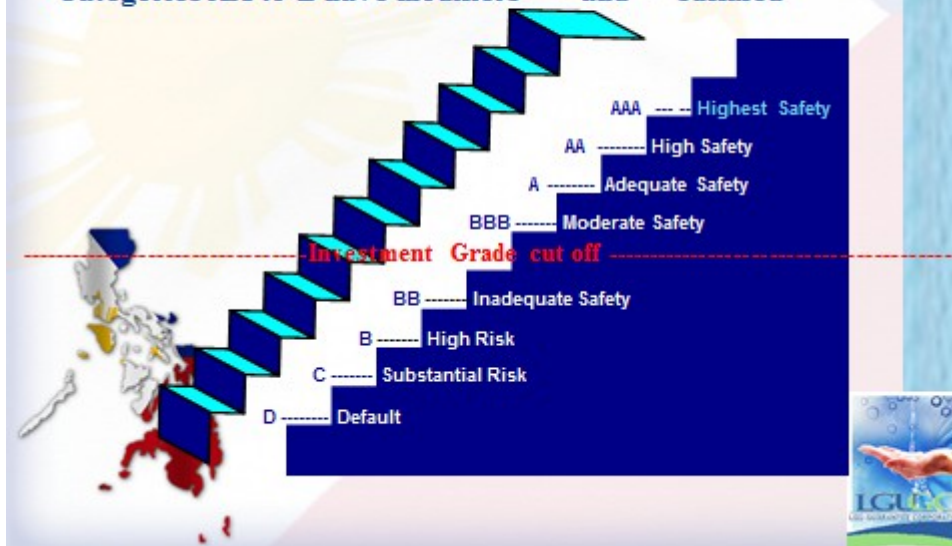 AAA --- -- Highest Safety
AA -------- High Safety
A -------- Adequate Safety
BBB ------- Moderate Safety
Investment Grade cut off
BB ------- Inadequate Safety
B ------- High Risk
C ------- Substantial Risk
D -------- Default
LGU